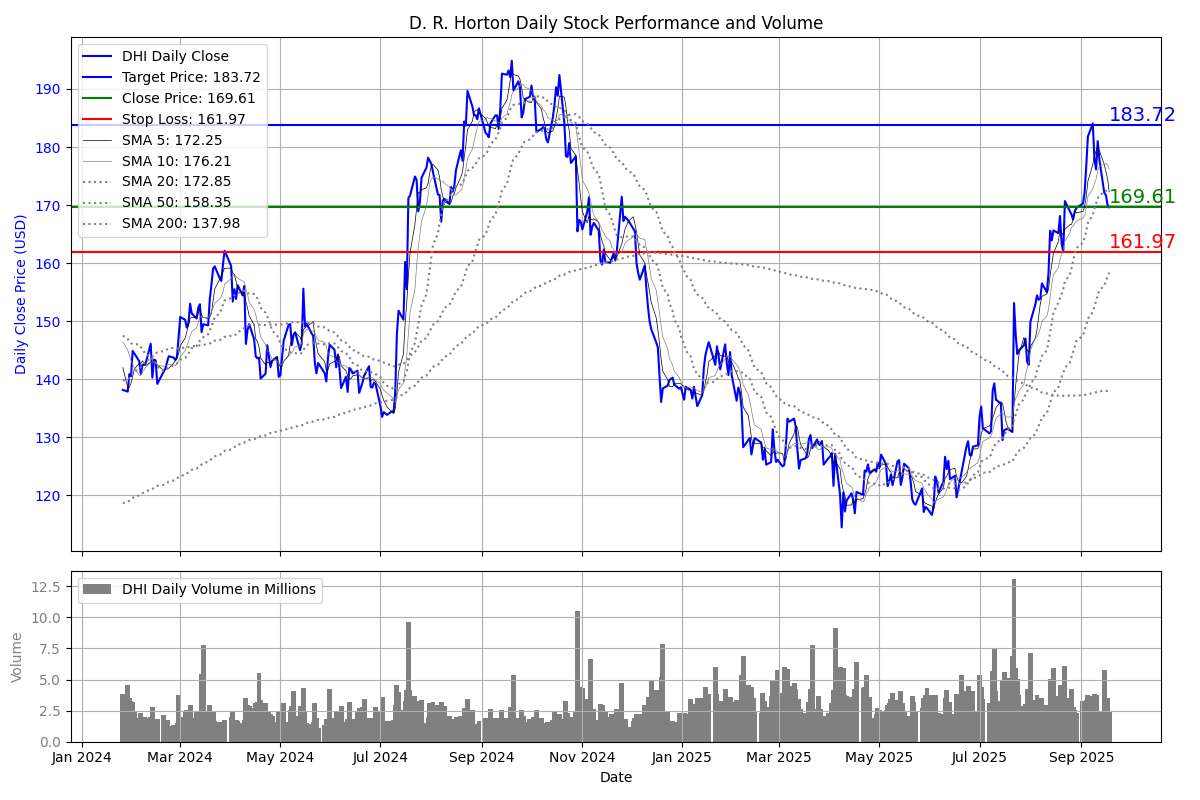 D. R. Horton Daily Stock Performance and Volume
DHI Daily Close
Target Price: 183.72
Close Price: 169.61
Stop Loss: 161.97
SMA 5: 172.25
SMA 10: 176.21
SMA 20: 172.85
SMA 50: 158.35
SMA 200: 137.98
183.72
169.61
161.97
Daily Close Price (USD)
190
180
170
160
150
140
130
120
DHI Daily Volume in Millions
Volume
12.5
10.0
7.5
5.0
2.5
0.0
Jan 2024 Mar 2024 May 2024 Jul 2024 Sep 2024 Nov 2024 Jan 2025 Mar 2025 May 2025 Jul 2025 Sep 2025
Date